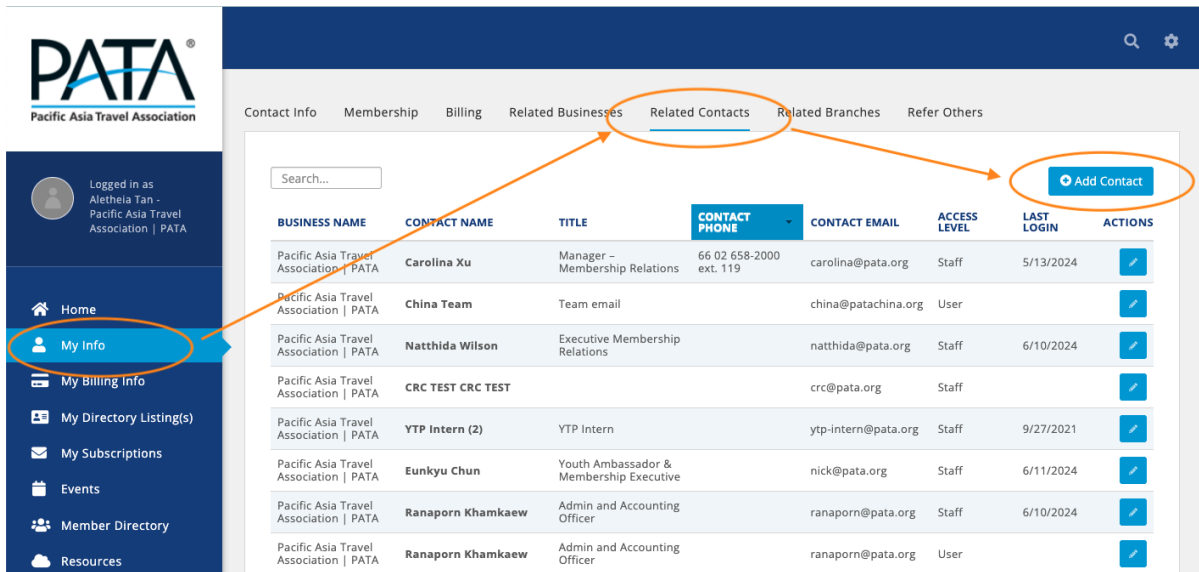 PATA®
Pacific Asia Travel Association
Logged in as
Aletheia Tan -
Pacific Asia Travel
Association | PATA
Home
My Info
My Billing Info
My Directory Listing(s)
My Subscriptions
Events
Member Directory
Resources
Contact Info Membership Billing Related Businesses Related Contacts Related Branches Refer Others
Search...
Add Contact
BUSINESS NAME CONTACT NAME TITLE CONTACT PHONE CONTACT EMAIL ACCESS LEVEL LAST LOGIN ACTIONS
Pacific Asia Travel Association | PATA Carolina Xu Manager – Membership Relations 66 02 658-2000 ext. 119 carolina@pata.org Staff 5/13/2024
Pacific Asia Travel Association | PATA China Team Team email china@patachina.org User
Pacific Asia Travel Association | PATA Natthida Wilson Executive Membership Relations natthida@pata.org Staff 6/10/2024
Pacific Asia Travel Association | PATA CRC TEST CRC TEST crc@pata.org Staff
Pacific Asia Travel Association | PATA YTP Intern (2) YTP Intern ytp-intern@pata.org Staff 9/27/2021
Pacific Asia Travel Association | PATA Eunkyu Chun Youth Ambassador & Membership Executive nick@pata.org Staff 6/11/2024
Pacific Asia Travel Association | PATA Ranaporn Khamkaew Admin and Accounting Officer ranaporn@pata.org Staff 6/10/2024
Pacific Asia Travel Association | PATA Ranaporn Khamkaew Admin and Accounting Officer ranaporn@pata.org User